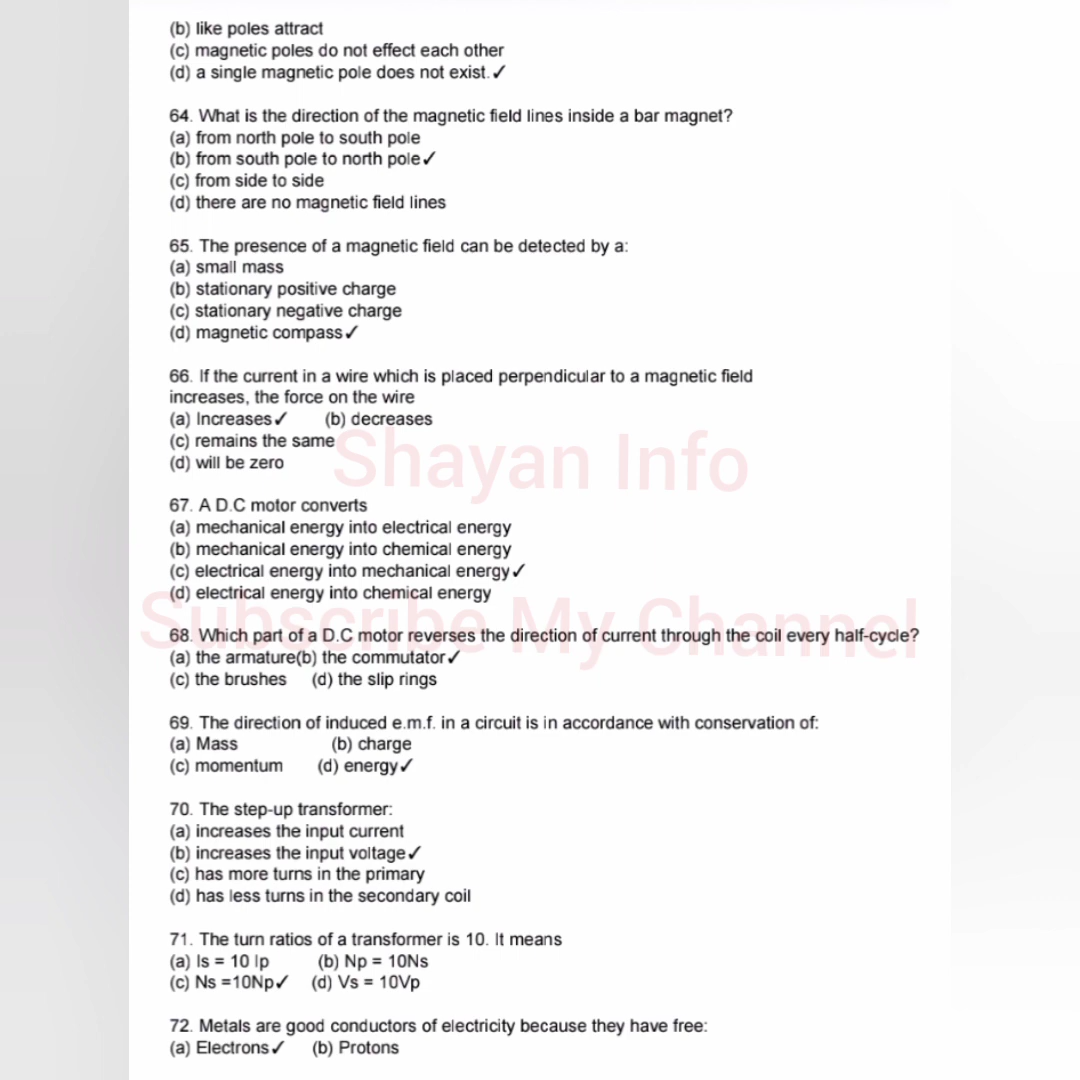 (b) like poles attract
(c) magnetic poles do not effect each other
(d) a single magnetic pole does not exist.✓
64. What is the direction of the magnetic field lines inside a bar magnet?
(a) from north pole to south pole
(b) from south pole to north pole✓
(c) from side to side
(d) there are no magnetic field lines
65. The presence of a magnetic field can be detected by a:
(a) small mass
(b) stationary positive charge
(c) stationary negative charge
(d) magnetic compass✓
66. If the current in a wire which is placed perpendicular to a magnetic field
increases, the force on the wire
(a) Increases✓ (b) decreases
(c) remains the same
(d) will be zero
Shayan Info
67. A D.C motor converts
(a) mechanical energy into electrical energy
(b) mechanical energy into chemical energy
(c) electrical energy into mechanical energy✓
(d) electrical energy into chemical energy
Subscribe My Channel
68. Which part of a D.C motor reverses the direction of current through the coil every half-cycle?
(a) the armature(b) the commutator✓
(c) the brushes (d) the slip rings
69. The direction of induced e.m.f. in a circuit is in accordance with conservation of:
(a) Mass (b) charge
(c) momentum (d) energy✓
70. The step-up transformer:
(a) increases the input current
(b) increases the input voltage✓
(c) has more turns in the primary
(d) has less turns in the secondary coil
71. The turn ratios of a transformer is 10. It means
(a) Is = 10 Ip (b) Np = 10Ns
(c) Ns =10Np✓ (d) Vs = 10Vp
72. Metals are good conductors of electricity because they have free:
(a) Electrons✓ (b) Protons